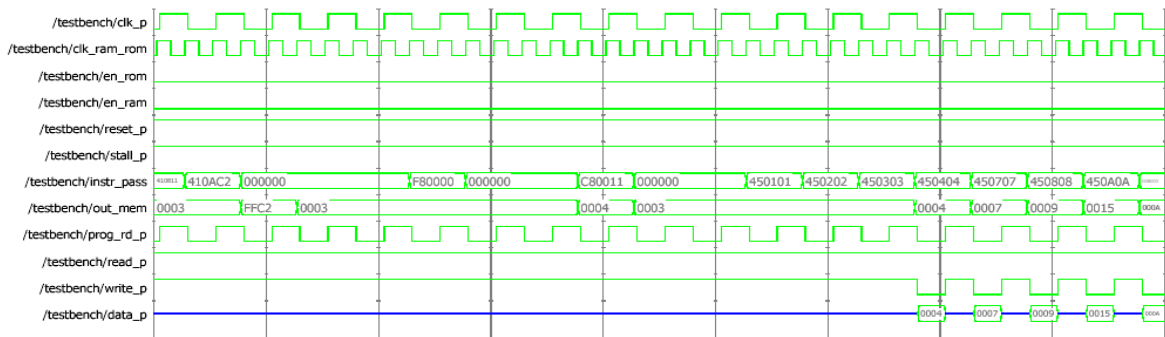 /testbench/clk_p
/testbench/clk_ram_rom
/testbench/en_rom
/testbench/en_ram
/testbench/reset_p
/testbench/stall_p
/testbench/instr_pass 410AC2 000000 F80000 000000 C80011 000000 450101 450202 450303 450404 450707 450808 450A0A
/testbench/out_mem 0003 FFC2 0003 0004 0003 0004 0007 0009 0015 000A
/testbench/prog_rd_p
/testbench/read_p
/testbench/write_p
/testbench/data_p 0004 0007 0009 0015 000A